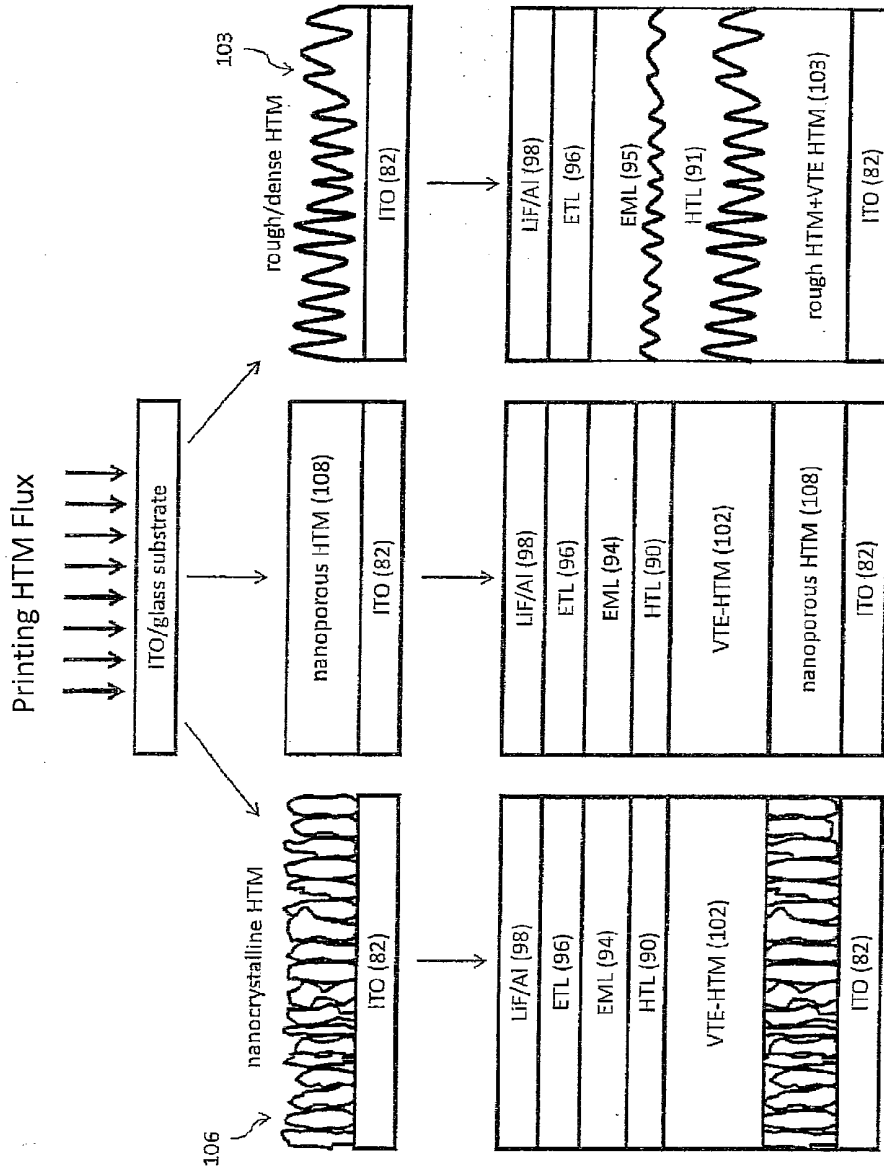 Printing HTM Flux
ITO/glass substrate
nanocrystalline HTM
106
ITO (82)
nanoporous HTM (108)
ITO (82)
rough/dense HTM
103
ITO (82)
LiF/Al (98)
ETL (96)
EML (94)
HTL (90)
VTE-HTM (102)
ITO (82)
LiF/Al (98)
ETL (96)
EML (94)
HTL (90)
VTE-HTM (102)
nanoporous HTM (108)
ITO (82)
LiF/Al (98)
ETL (96)
EML (95)
HTL (91)
rough HTM+VTE HTM (103)
ITO (82)